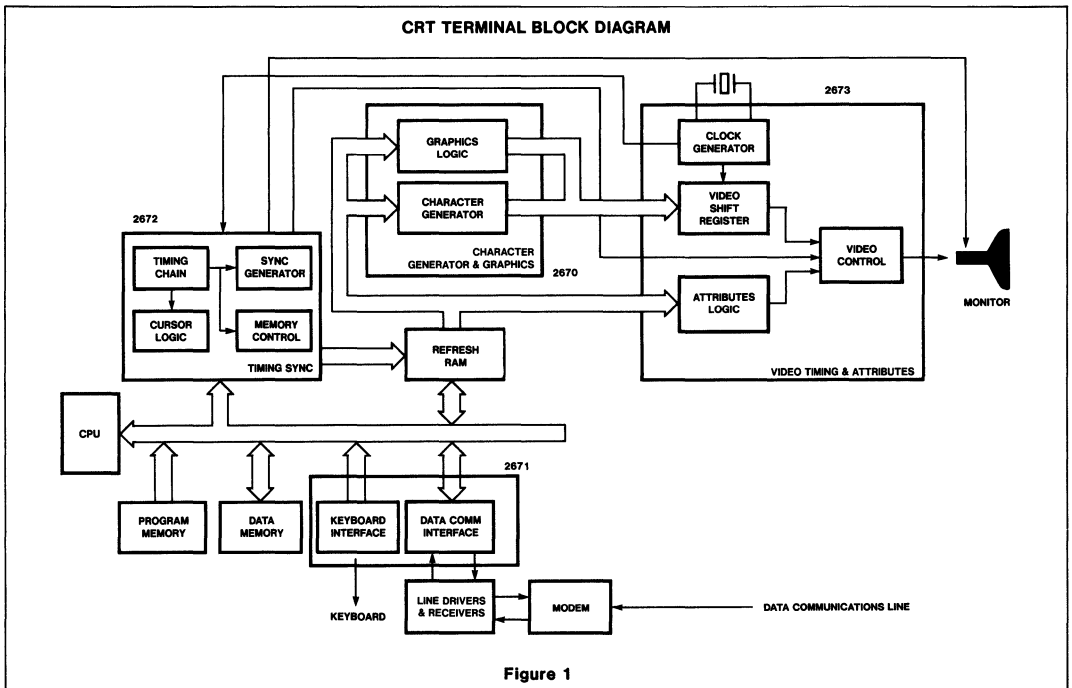 CRT TERMINAL BLOCK DIAGRAM
2673
CLOCK
GENERATOR
GRAPHICS
LOGIC
CHARACTER
GENERATOR
VIDEO
SHIFT
REGISTER
2672
TIMING
CHAIN
SYNC
GENERATOR
CHARACTER
GENERATOR & GRAPHICS
2670
VIDEO
CONTROL
MONITOR
ATTRIBUTES
LOGIC
CURSOR
LOGIC
MEMORY
CONTROL
TIMING SYNC
REFRESH
RAM
VIDEO TIMING & ATTRIBUTES
CPU
2671
PROGRAM
MEMORY
DATA
MEMORY
KEYBOARD
INTERFACE
DATA COMM
INTERFACE
KEYBOARD
LINE DRIVERS
& RECEIVERS
MODEM
DATA COMMUNICATIONS LINE
Figure 1